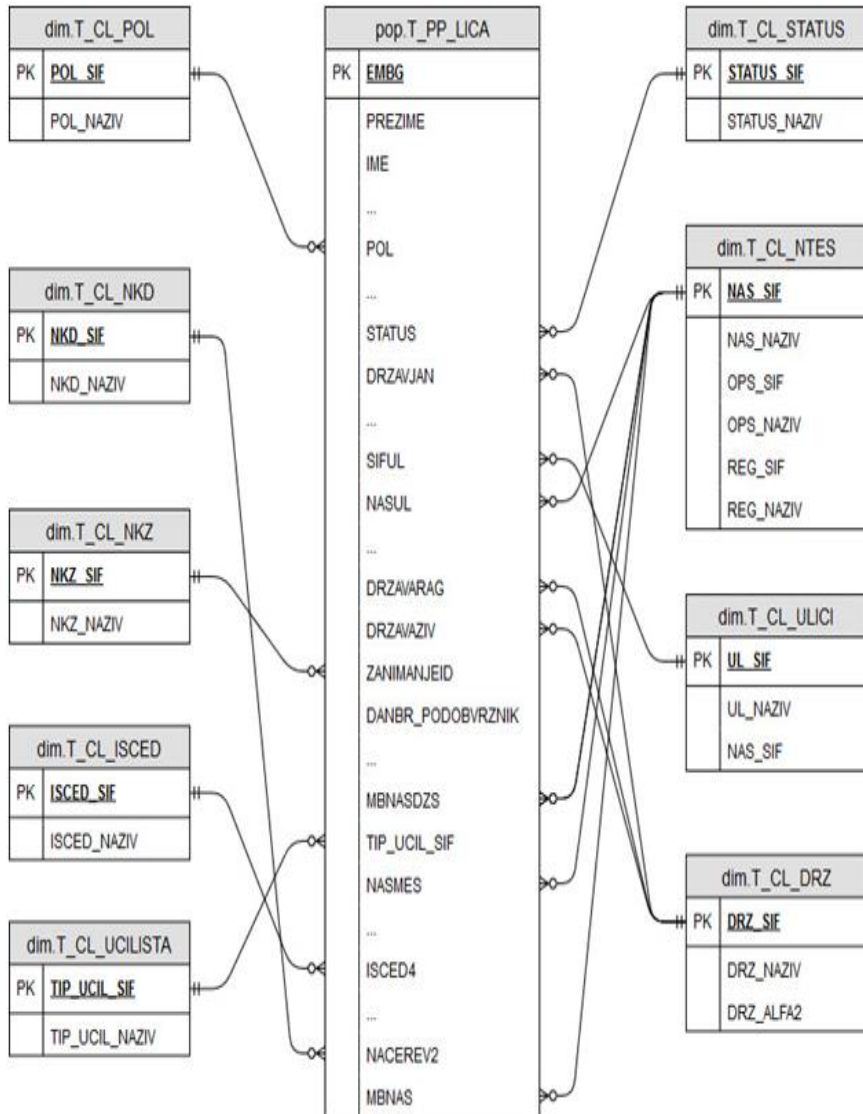 dim.T_CL_POL
PK POL_SIF
POL_NAZIV
dim.T_CL_NKD
PK NKD_SIF
NKD_NAZIV
dim.T_CL_NKZ
PK NKZ_SIF
NKZ_NAZIV
dim.T_CL_ISCED
PK ISCED_SIF
ISCED_NAZIV
dim.T_CL_UCILISTA
PK TIP_UCIL_SIF
TIP_UCIL_NAZIV
pop.T_PP_LICA
PK EMBG
PREZIME
IME
...
POL
...
STATUS
DRZAVJAN
...
SIFUL
NASUL
...
DRZAVARAG
DRZAVAZIV
ZANIMANJEID
DANBR_PODOBVRZNIK
...
MBNASDZS
TIP_UCIL_SIF
NASMES
...
ISCED4
...
NACEREV2
MBNAS
dim.T_CL_STATUS
PK STATUS_SIF
STATUS_NAZIV
dim.T_CL_NTES
PK NAS_SIF
NAS_NAZIV
OPS_SIF
OPS_NAZIV
REG_SIF
REG_NAZIV
dim.T_CL_ULICI
PK UL_SIF
UL_NAZIV
NAS_SIF
dim.T_CL_DRZ
PK DRZ_SIF
DRZ_NAZIV
DRZ_ALFA2